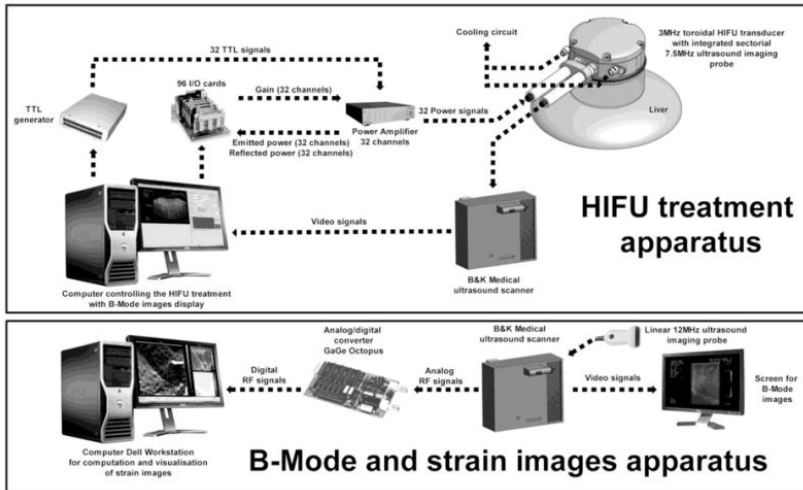 32 TTL signals
Cooling circuit
3MHz toroidal HIFU transducer
with integrated sectorial
7.5MHz ultrasound imaging
probe
96 I/O cards
Gain (32 channels)
TTL
generator
32 Power signals
Liver
Power Amplifier
32 channels
Emitted power (32 channels)
Reflected power (32 channels)
Video signals
HIFU treatment
apparatus
B&K Medical
ultrasound scanner
Computer controlling the HIFU treatment
with B-Mode images display
Analog/digital
converter
GaGe Octopus
B&K Medical
ultrasound scanner
Linear 12MHz ultrasound
imaging probe
Digital
RF signals
Analog
RF signals
Video signals
Screen for
B-Mode
images
Computer Dell Workstation
for computation and visualisation
of strain images
B-Mode and strain images apparatus